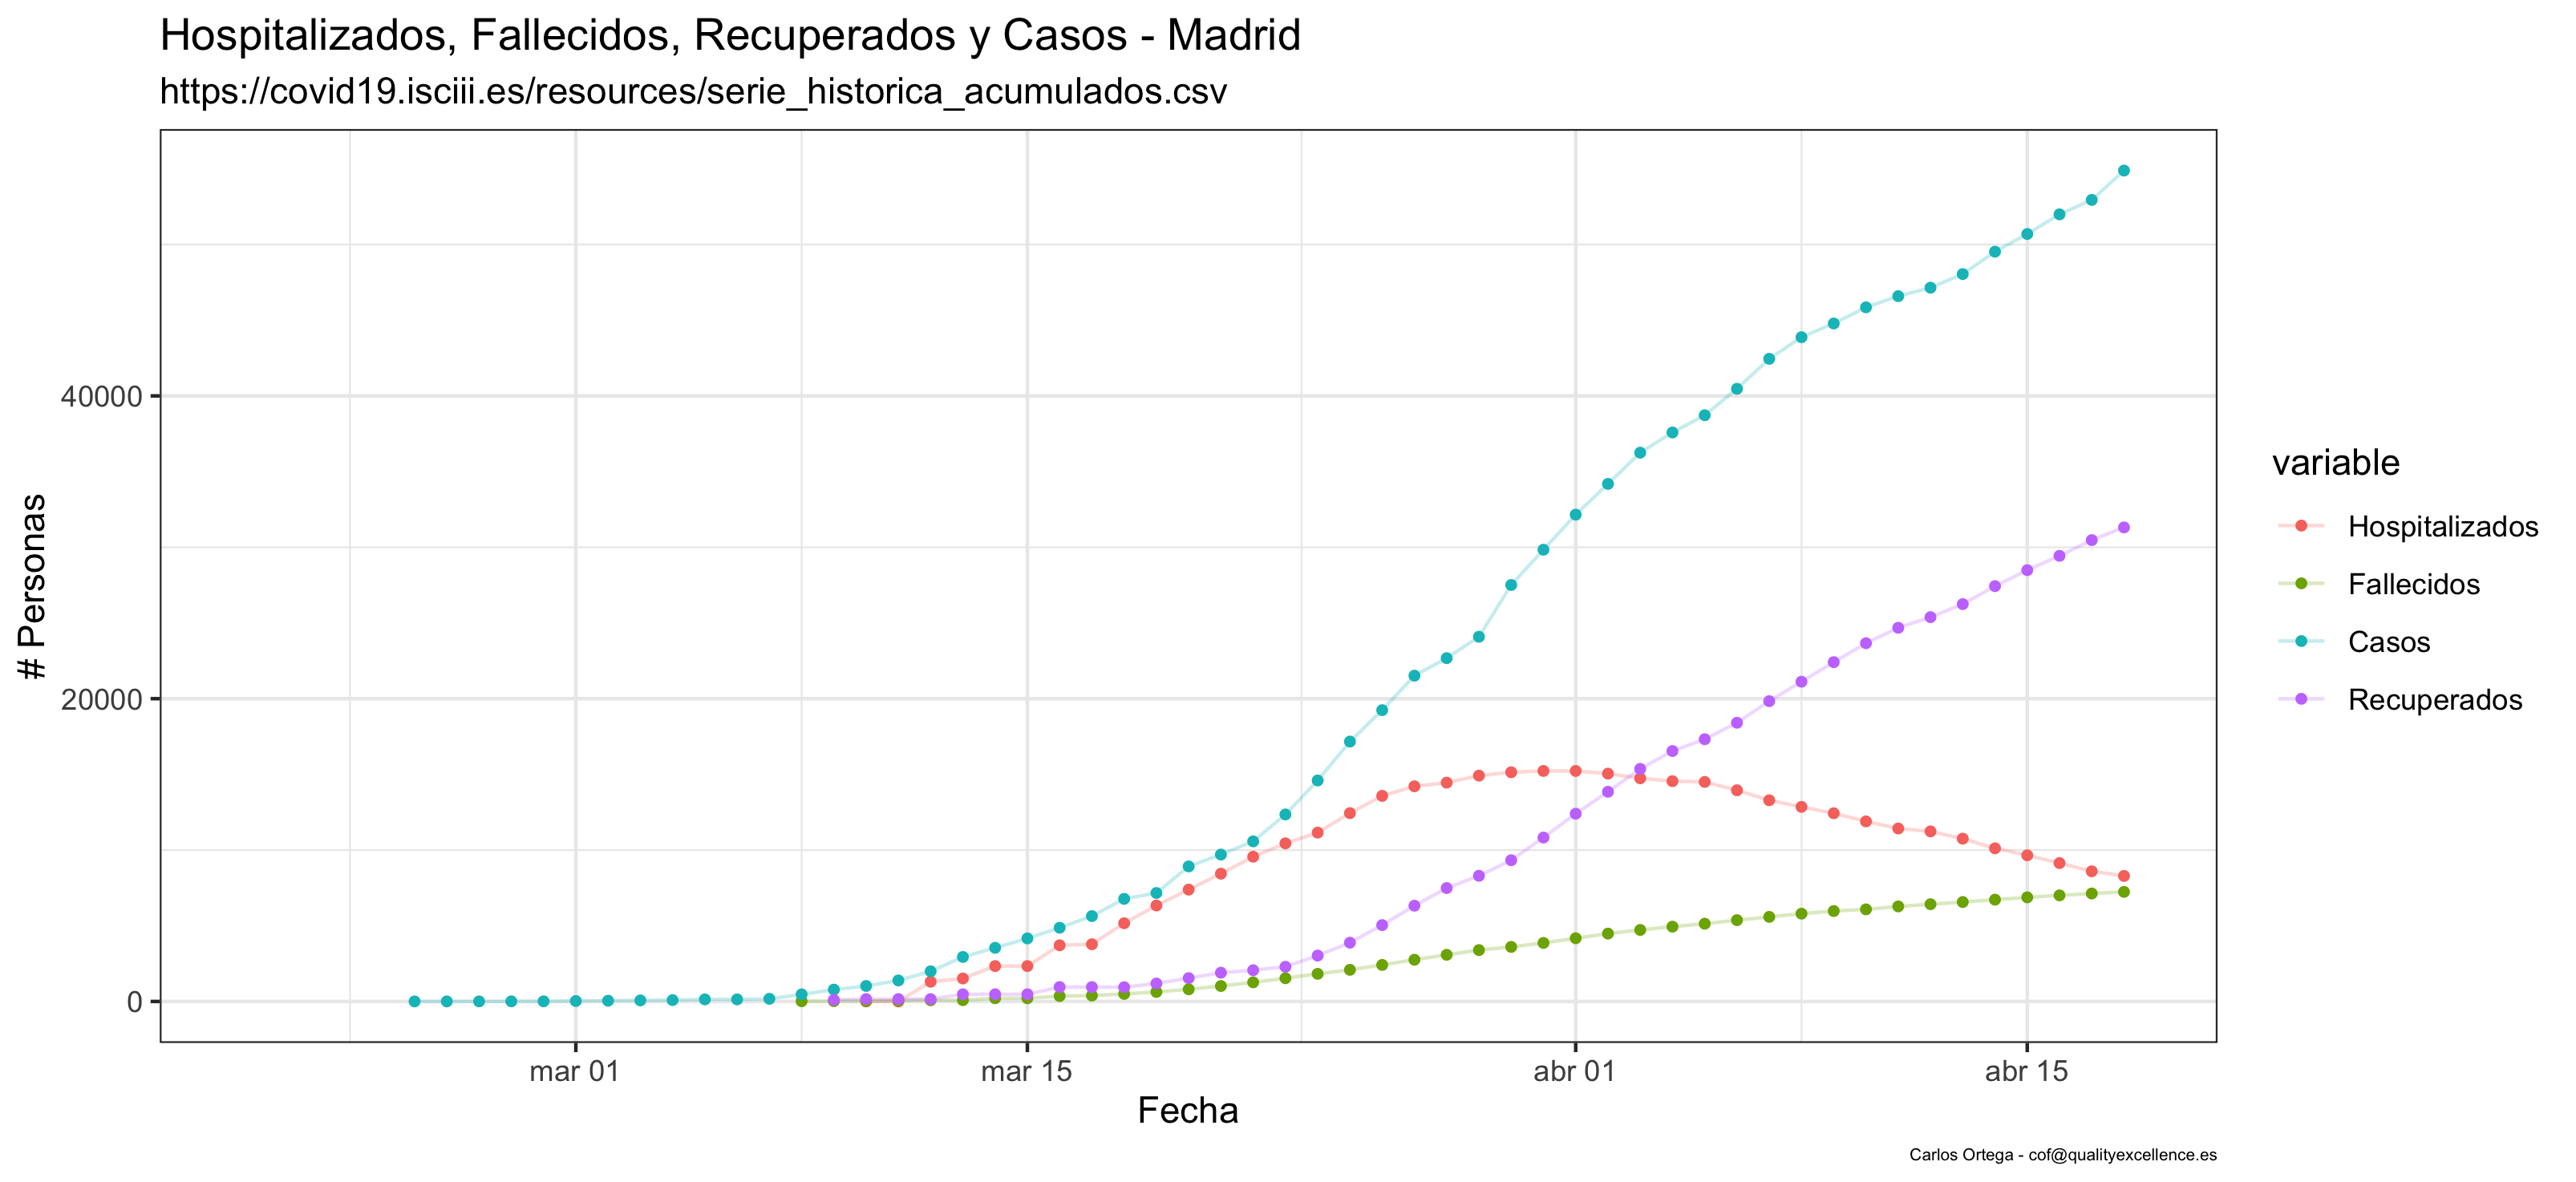 Hospitalizados, Fallecidos, Recuperados y Casos - Madrid
https://covid19.isciii.es/resources/serie_historica_acumulados.csv
# Personas
40000
20000
0
mar 01
mar 15
abr 01
abr 15
Fecha
variable
Hospitalizados
Fallecidos
Casos
Recuperados
Carlos Ortega - cof@qualityexcellence.es